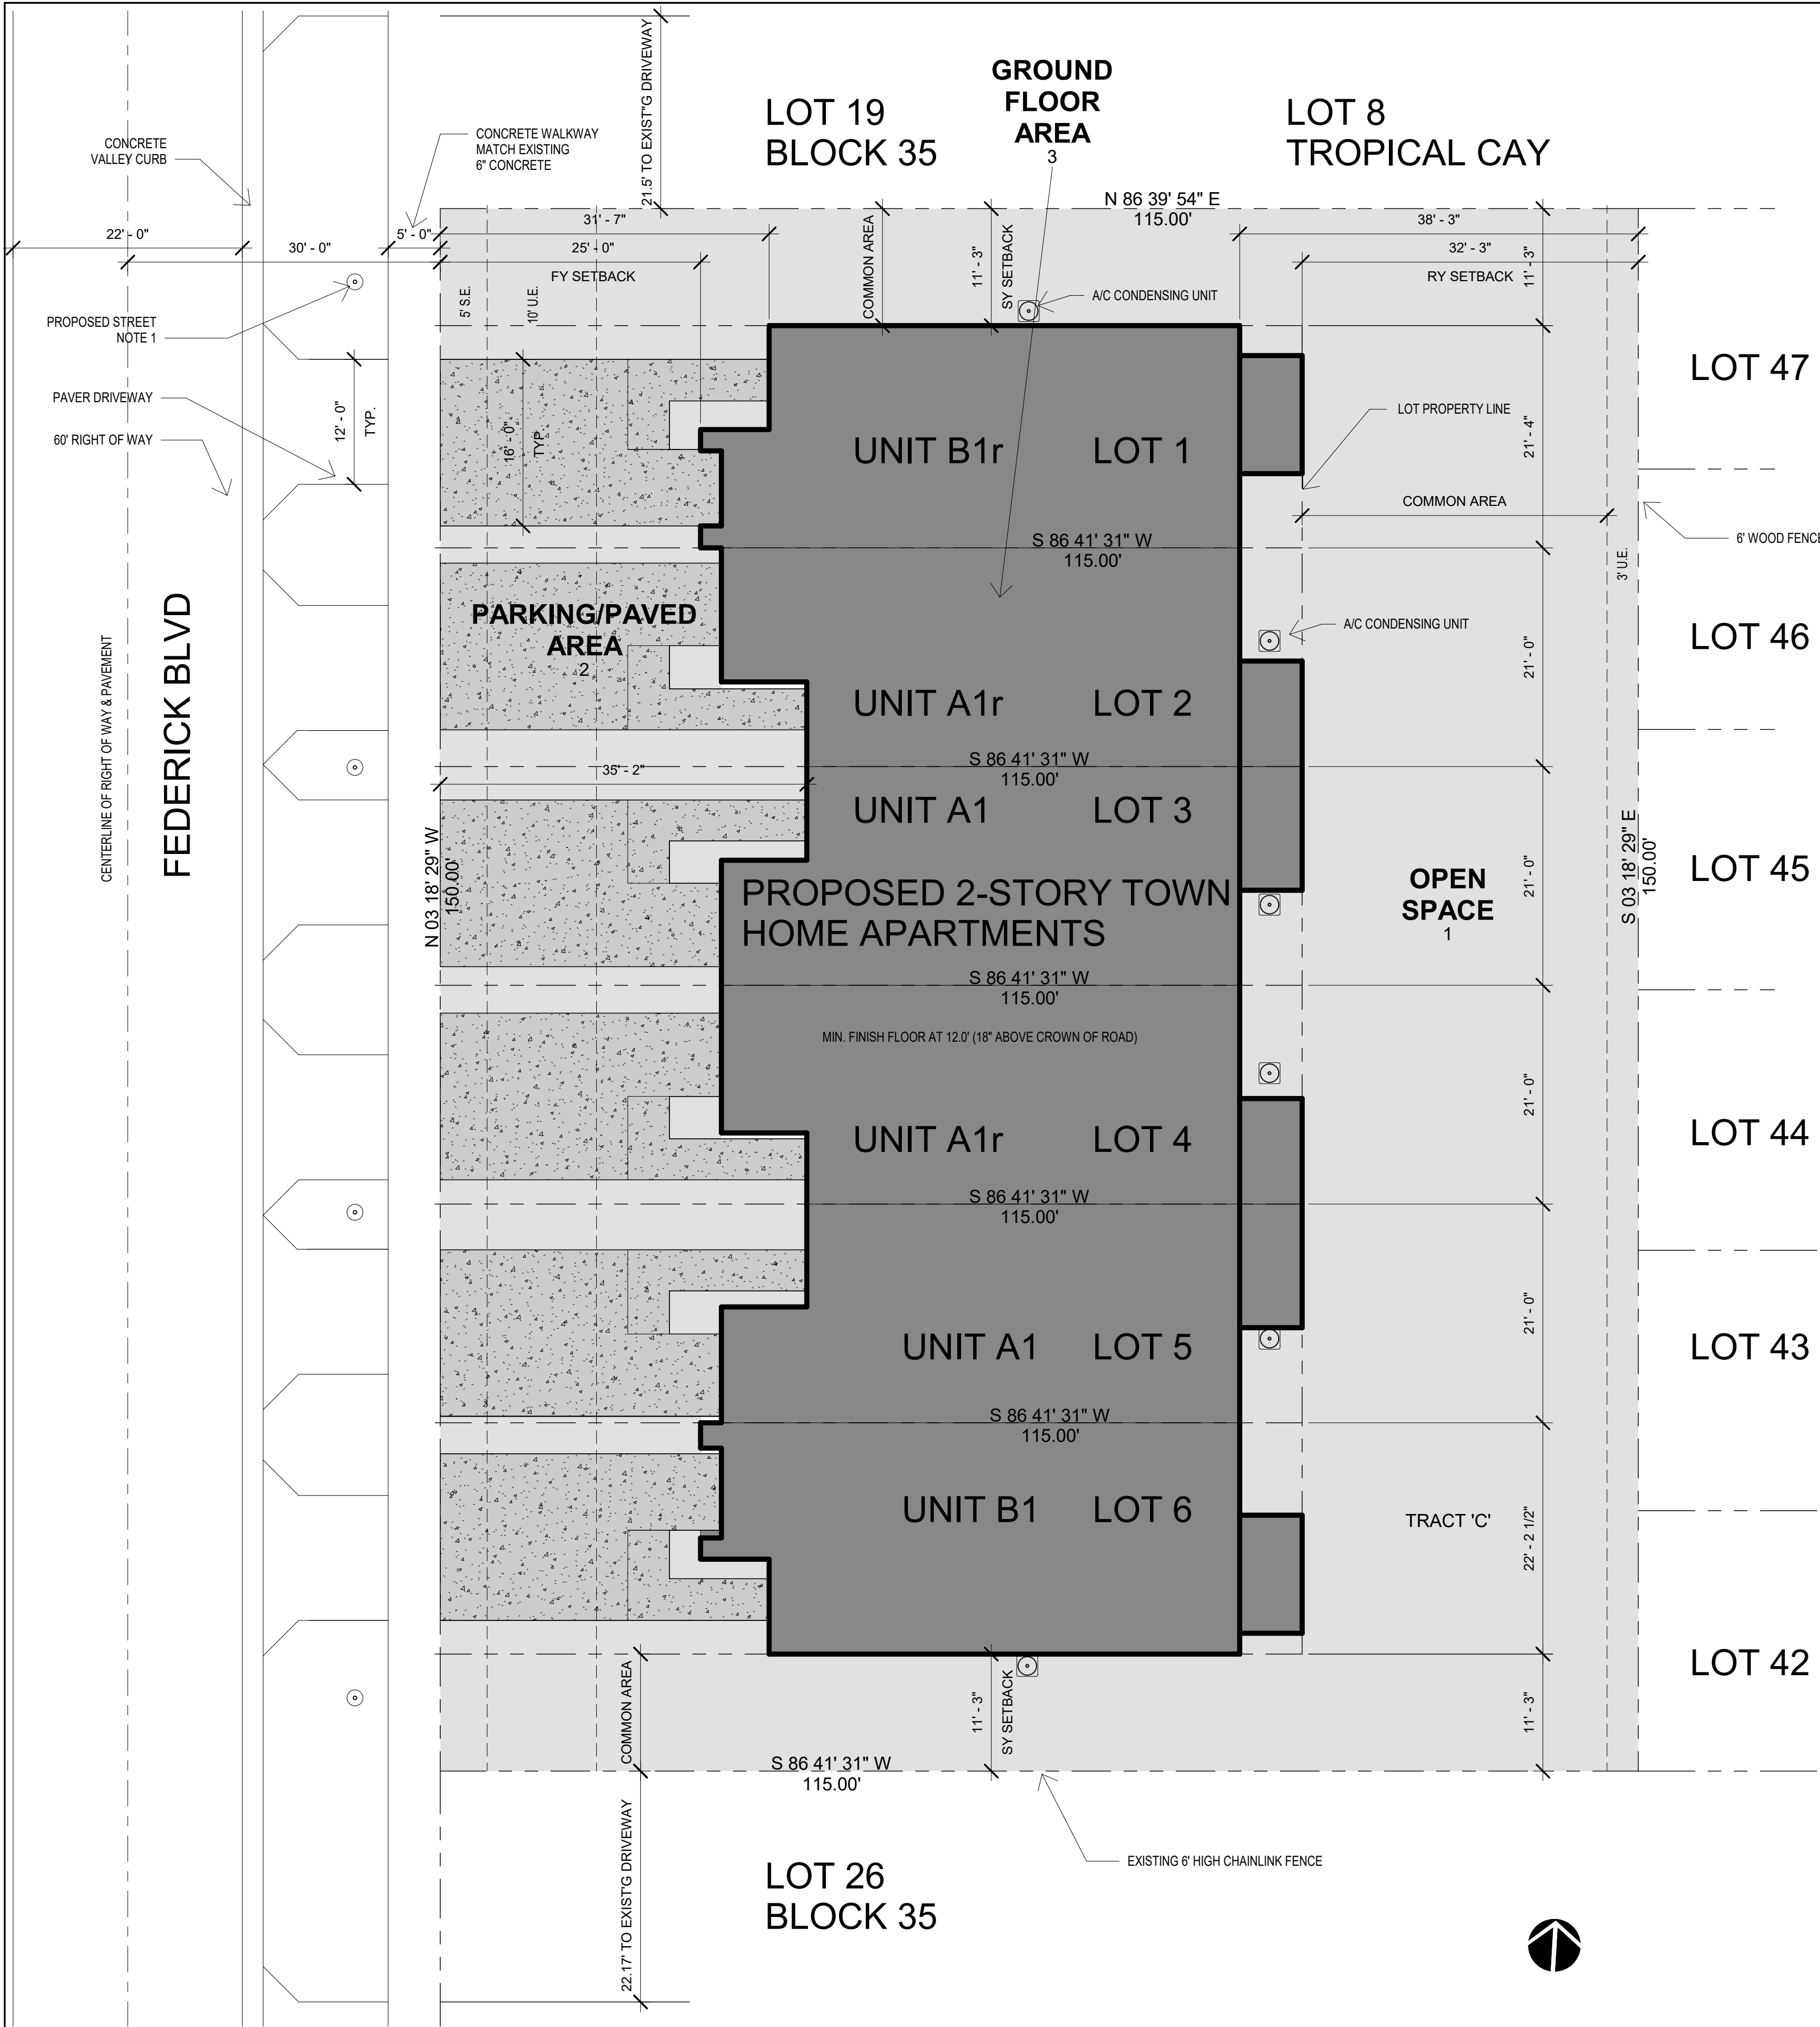 21.5' TO EXIST"G DRIVEWAY
GROUND
FLOOR
AREA
3
LOT 19
BLOCK 35
LOT 8
TROPICAL CAY
CONCRETE
VALLEY CURB
CONCRETE WALKWAY
MATCH EXISTING
6" CONCRETE
N 86 39' 54" E
115.00'
22' - 0"
30' - 0"
5' - 0"
31' - 7"
25' - 0"
FY SETBACK
COMMON AREA
11' - 3"
SY SETBACK
38' - 3"
32' - 3"
RY SETBACK
11' - 3"
5' S.E.
10' U.E.
A/C CONDENSING UNIT
PROPOSED STREET
NOTE 1
PAVER DRIVEWAY
60' RIGHT OF WAY
12' - 0"
TYP.
16' - 0"
TYP
UNIT B1r
LOT 1
LOT PROPERTY LINE
21' - 4"
LOT 47
COMMON AREA
6' WOOD FENCE
3' U.E.
S 86 41' 31" W
115.00'
PARKING/PAVED
AREA
2
A/C CONDENSING UNIT
21' - 0"
LOT 46
CENTERLINE OF RIGHT OF WAY & PAVEMENT
FEDERICK BLVD
UNIT A1r
LOT 2
S 86 41' 31" W
115.00'
35' - 2"
UNIT A1
LOT 3
N 03 18' 29" W
150.00'
PROPOSED 2-STORY TOWN
HOME APARTMENTS
OPEN
SPACE
1
21' - 0"
S 03 18' 29" E
150.00'
LOT 45
S 86 41' 31" W
115.00'
MIN. FINISH FLOOR AT 12.0' (18" ABOVE CROWN OF ROAD)
21' - 0"
UNIT A1r
LOT 4
LOT 44
S 86 41' 31" W
115.00'
21' - 0"
UNIT A1
LOT 5
LOT 43
S 86 41' 31" W
115.00'
UNIT B1
LOT 6
TRACT 'C'
22' - 2 1/2"
LOT 42
COMMON AREA
11' - 3"
SY SETBACK
11' - 3"
S 86 41' 31" W
115.00'
22.17' TO EXIST'G DRIVEWAY
LOT 26
BLOCK 35
EXISTING 6' HIGH CHAINLINK FENCE